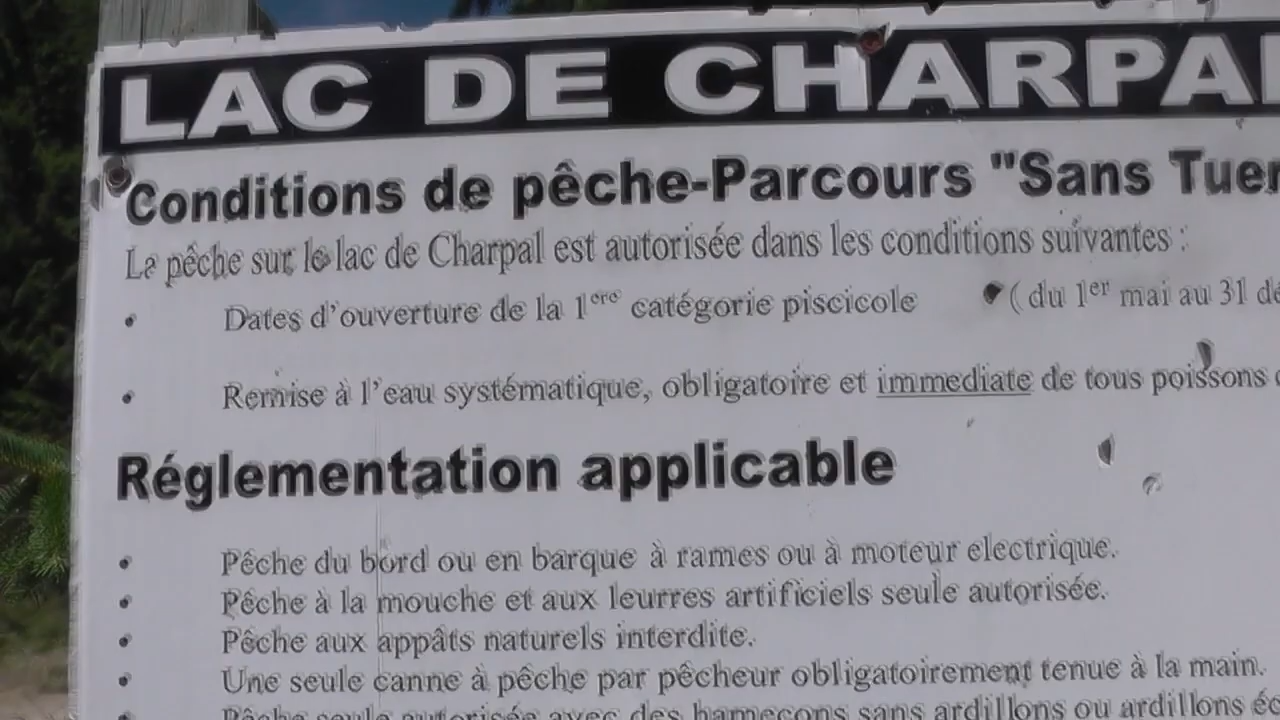 LAC DE CHARPA
Conditions de pêche-Parcours "Sans Tuer
La pêche sur le lac de Charpal est autorisée dans les conditions suivantes :
• Dates d'ouverture de la 1ere catégorie piscicole ( du 1er mai au 31 de
• Remise à l'eau systématique, obligatoire et immediate de tous poissons
Réglementation applicable
• Pêche du bord ou en barque à rames ou à moteur electrique.
• Pêche à la mouche et aux leurres artificiels seule autorisée.
• Pêche aux appâts naturels interdite.
• Une seule canne à pêche par pêcheur obligatoirement tenue à la main.
• Pêche seule autorisée avec des hameçons sans ardillons ou ardillons